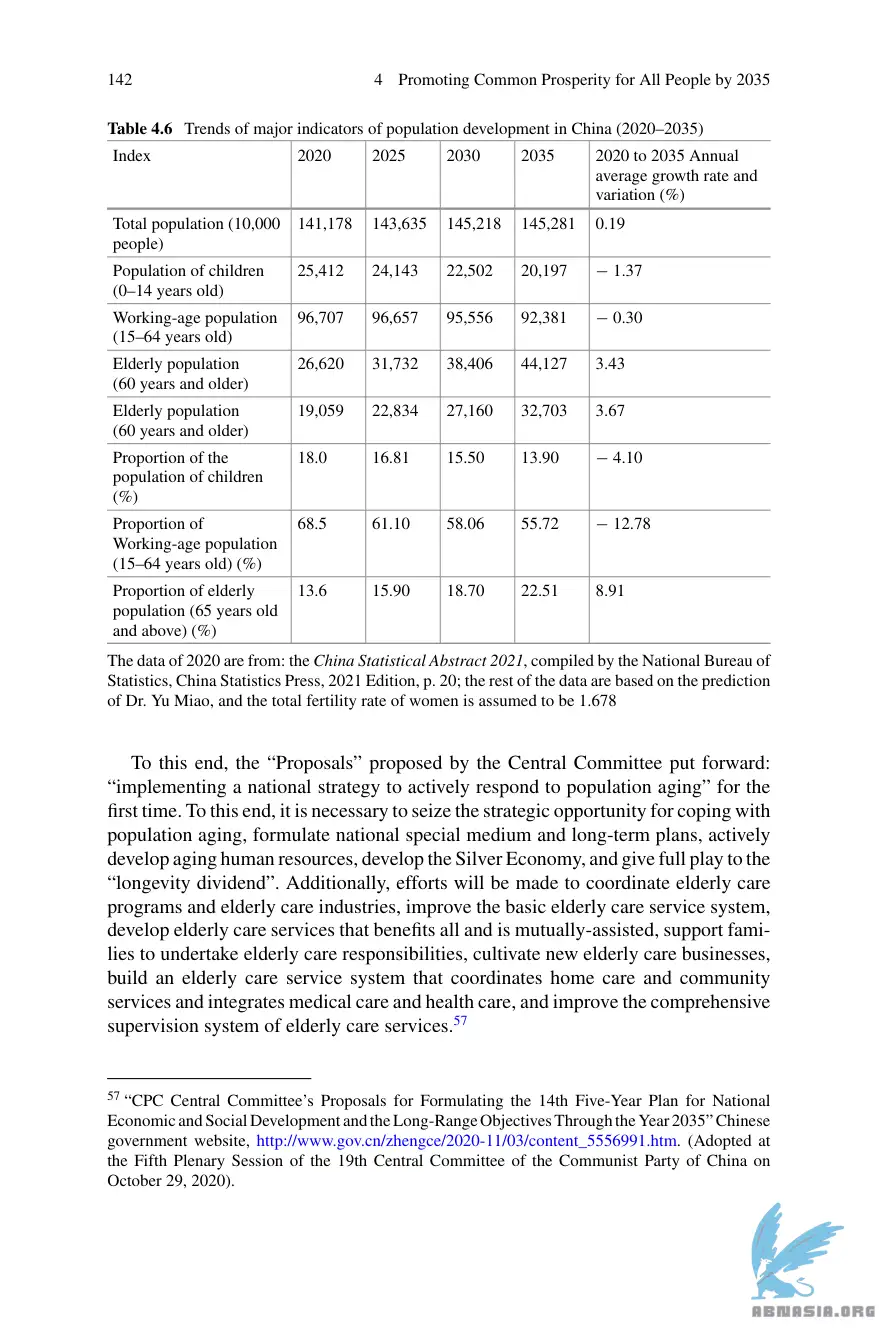 142 4 Promoting Common Prosperity for All People by 2035
Table 4.6 Trends of major indicators of population development in China (2020–2035)
Index 2020 2025 2030 2035 2020 to 2035 Annual
average growth rate and
variation (%)
Total population (10,000 141,178 143,635 145,218 145,281 0.19
people)
Population of children 25,412 24,143 22,502 20,197 − 1.37
(0–14 years old)
Working-age population 96,707 96,657 95,556 92,381 − 0.30
(15–64 years old)
Elderly population 26,620 31,732 38,406 44,127 3.43
(60 years and older)
Elderly population 19,059 22,834 27,160 32,703 3.67
(60 years and older)
Proportion of the 18.0 16.81 15.50 13.90 − 4.10
population of children
(%)
Proportion of 68.5 61.10 58.06 55.72 − 12.78
Working-age population
(15–64 years old) (%)
Proportion of elderly 13.6 15.90 18.70 22.51 8.91
population (65 years old
and above) (%)
The data of 2020 are from: the China Statistical Abstract 2021, compiled by the National Bureau of
Statistics, China Statistics Press, 2021 Edition, p. 20; the rest of the data are based on the prediction
of Dr. Yu Miao, and the total fertility rate of women is assumed to be 1.678
To this end, the “Proposals” proposed by the Central Committee put forward:
“implementing a national strategy to actively respond to population aging” for the
first time. To this end, it is necessary to seize the strategic opportunity for coping with
population aging, formulate national special medium and long-term plans, actively
develop aging human resources, develop the Silver Economy, and give full play to the
“longevity dividend”. Additionally, efforts will be made to coordinate elderly care
programs and elderly care industries, improve the basic elderly care service system,
develop elderly care services that benefits all and is mutually-assisted, support fami-
lies to undertake elderly care responsibilities, cultivate new elderly care businesses,
build an elderly care service system that coordinates home care and community
services and integrates medical care and health care, and improve the comprehensive
supervision system of elderly care services.57
57 “CPC Central Committee’s Proposals for Formulating the 14th Five-Year Plan for National
Economic and Social Development and the Long-Range Objectives Through the Year 2035” Chinese
government website, http://www.gov.cn/zhengce/2020-11/03/content_5556991.htm. (Adopted at
the Fifth Plenary Session of the 19th Central Committee of the Communist Party of China on
October 29, 2020).
ABNASIA.ORG